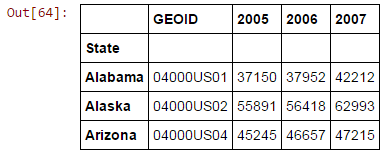 Out[64]:
GEOID 2005 2006 2007
State
Alabama 04000US01 37150 37952 42212
Alaska 04000US02 55891 56418 62993
Arizona 04000US04 45245 46657 47215